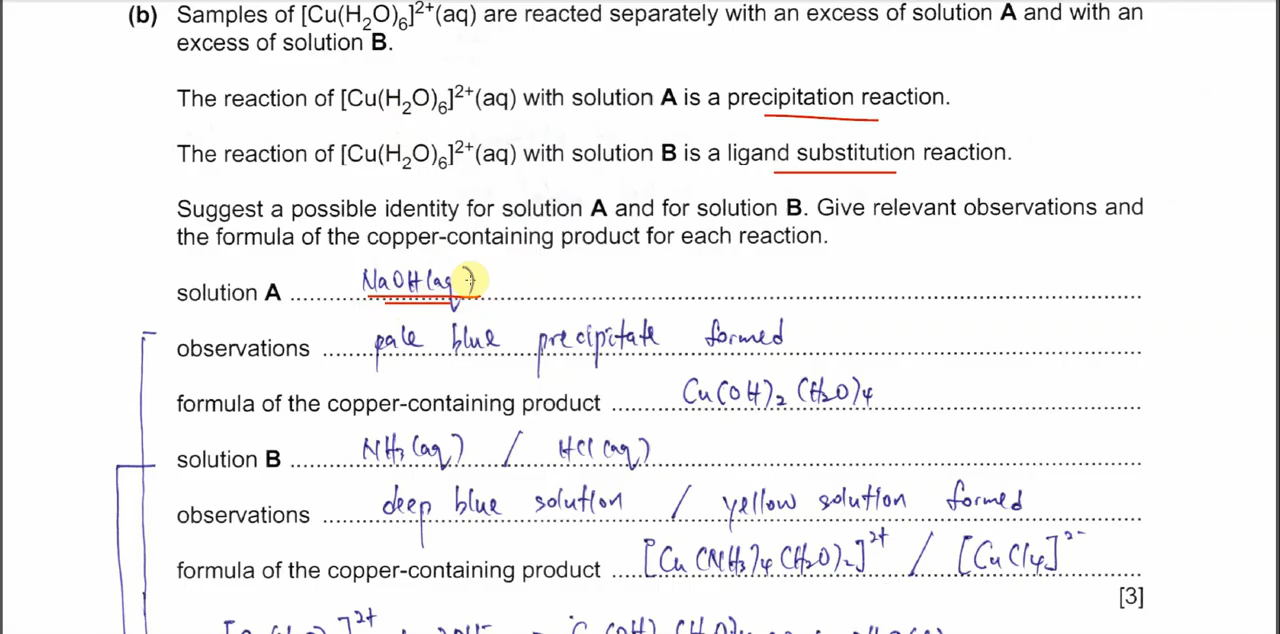 (b) Samples of [Cu(H₂O)₆]²⁺(aq) are reacted separately with an excess of solution A and with an
excess of solution B.
The reaction of [Cu(H₂O)₆]²⁺(aq) with solution A is a precipitation reaction.
The reaction of [Cu(H₂O)₆]²⁺(aq) with solution B is a ligand substitution reaction.
Suggest a possible identity for solution A and for solution B. Give relevant observations and
the formula of the copper-containing product for each reaction.
solution A NaOH(aq)
observations pale blue precipitate formed
formula of the copper-containing product Cu(OH)₂(H₂O)₄
solution B NH₃(aq) / HCl(aq)
observations deep blue solution / yellow solution formed
formula of the copper-containing product [Cu(NH₃)₄(H₂O)₂]²⁺ / [CuCl₄]²⁻
[3]